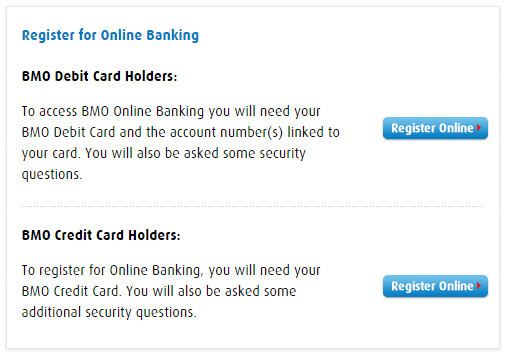 Register for Online Banking
BMO Debit Card Holders:
To access BMO Online Banking you will need your
BMO Debit Card and the account number(s) linked to
your card. You will also be asked some security
questions.
Register Online
BMO Credit Card Holders:
To register for Online Banking, you will need your
BMO Credit Card. You will also be asked some
additional security questions.
Register Online